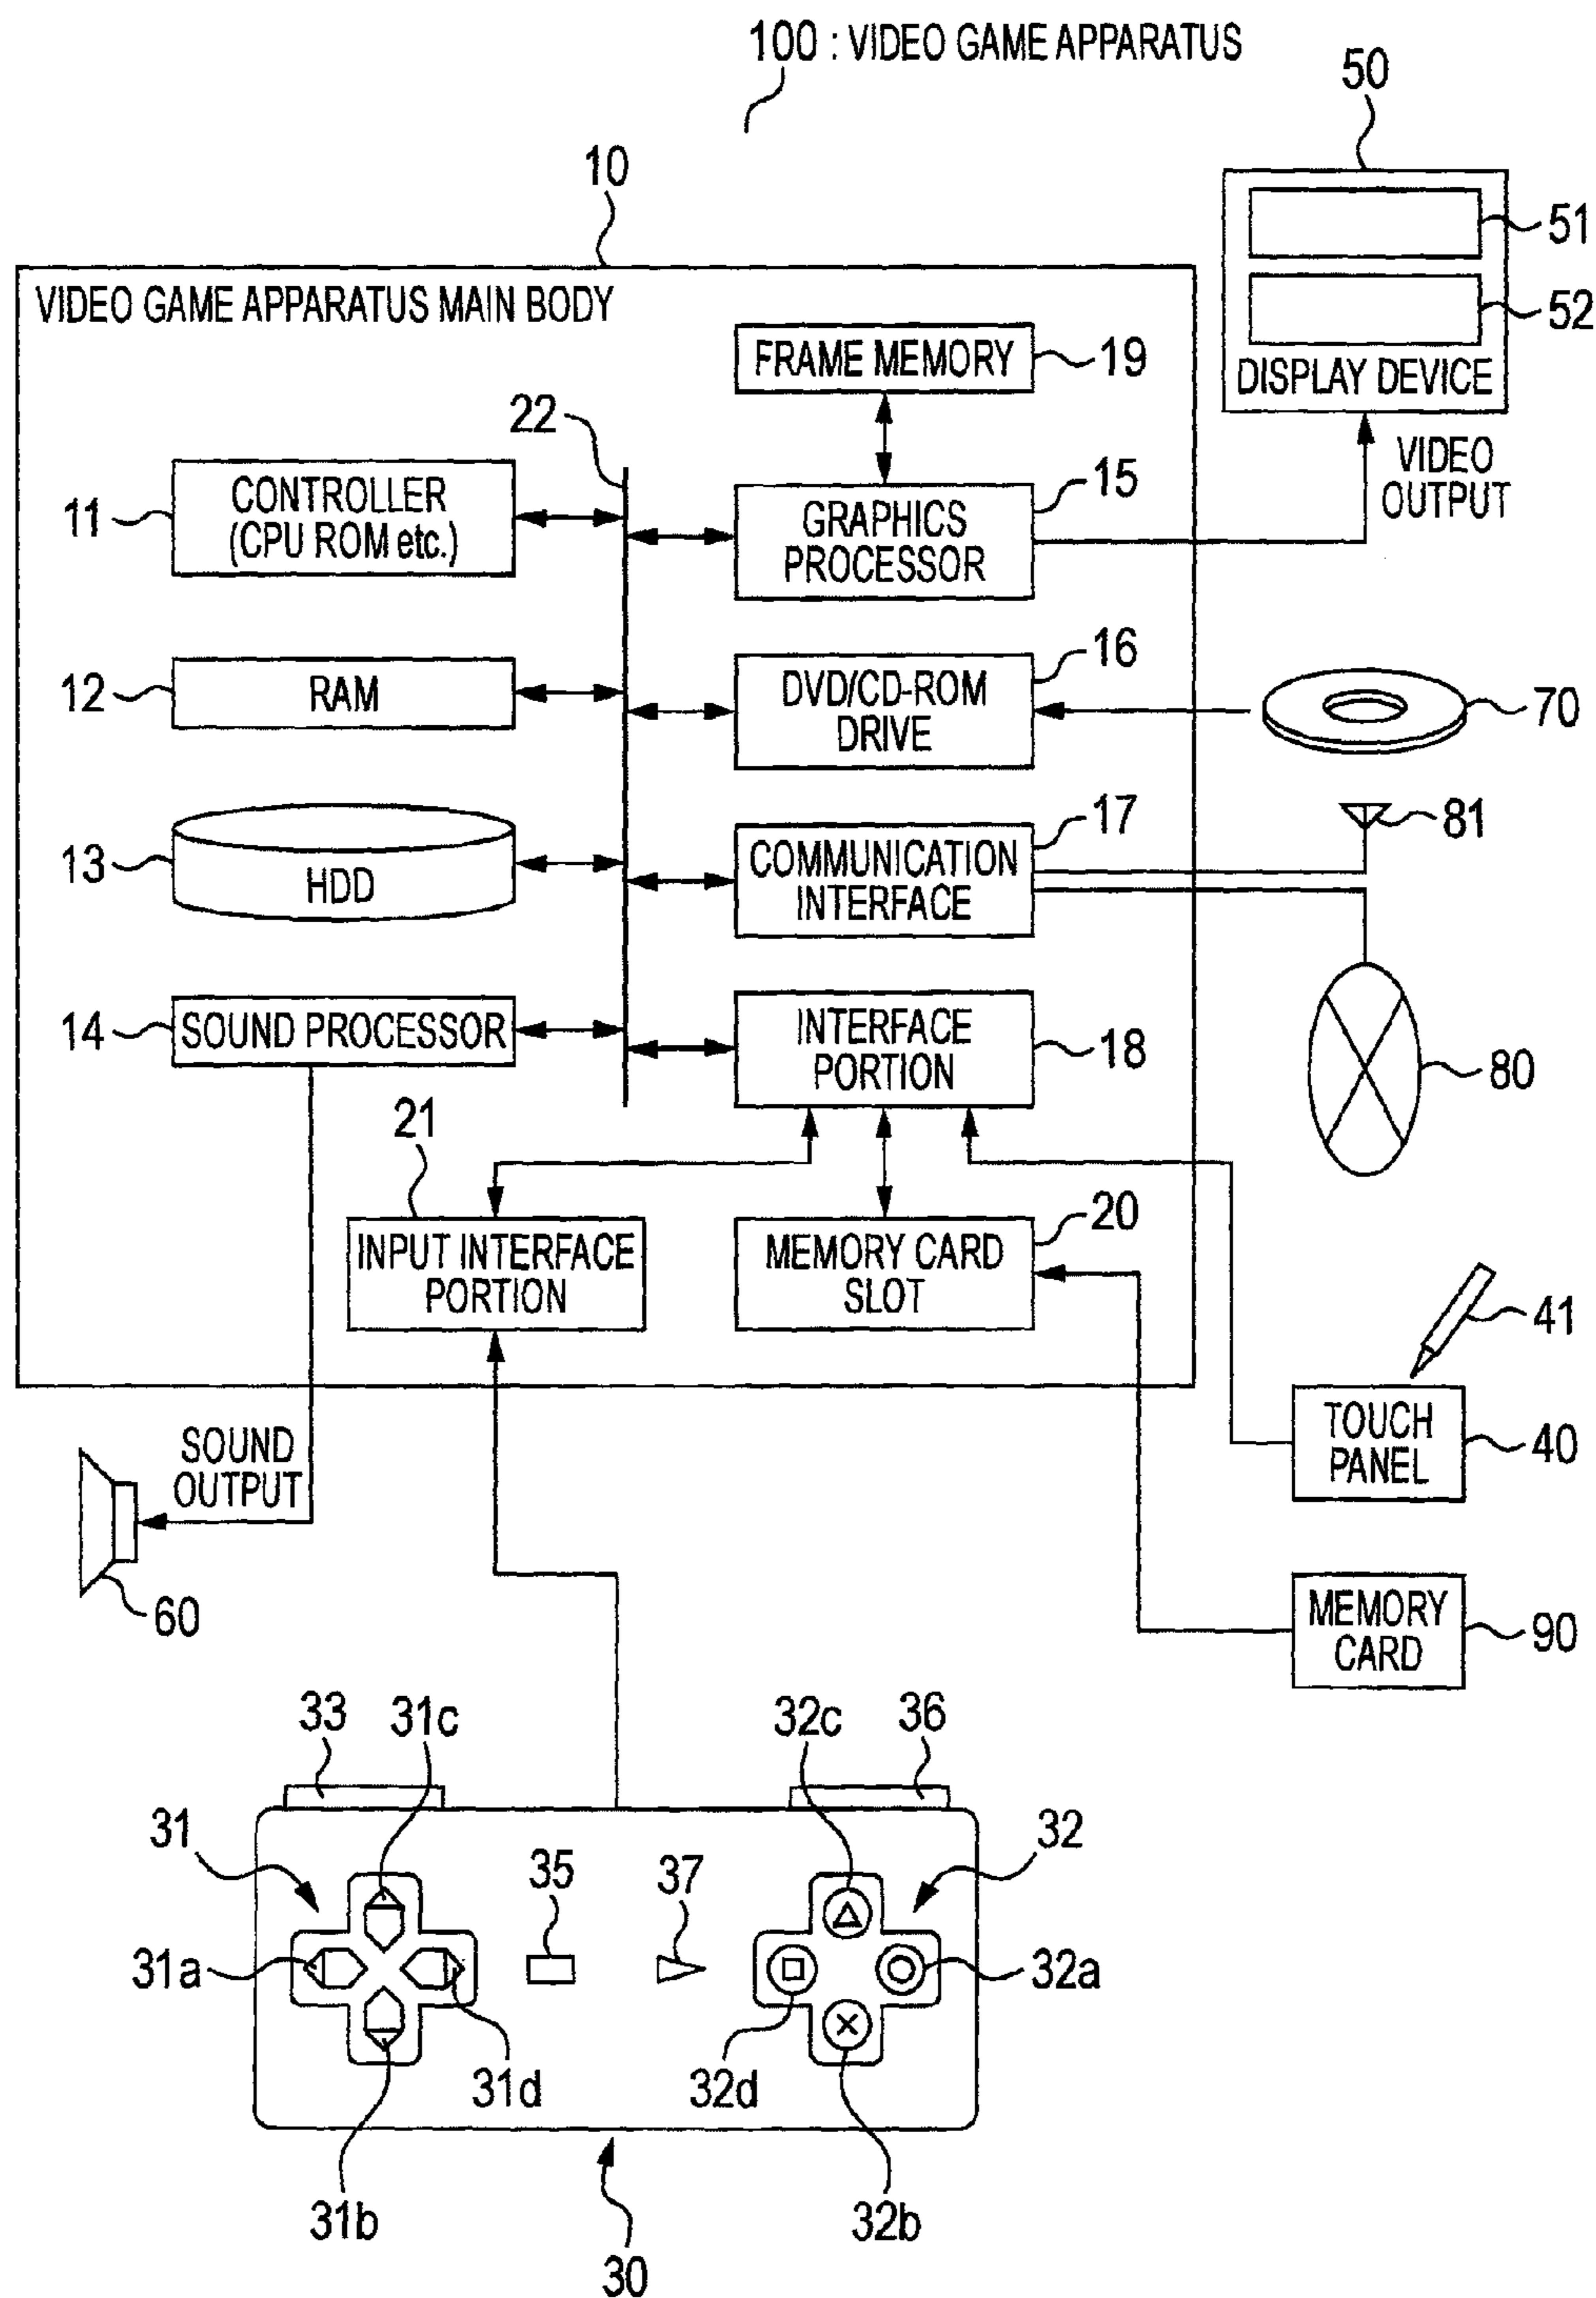 100 : VIDEO GAME APPARATUS
50
10
51
VIDEO GAME APPARATUS MAIN BODY
52
FRAME MEMORY
19
DISPLAY DEVICE
22
VIDEO
OUTPUT
11
CONTROLLER
(CPU ROM etc.)
GRAPHICS
PROCESSOR
15
12
RAM
DVD/CD-ROM
DRIVE
16
70
13
HDD
COMMUNICATION
INTERFACE
17
81
14
SOUND PROCESSOR
INTERFACE
PORTION
18
80
21
INPUT INTERFACE
PORTION
MEMORY CARD
SLOT
20
41
SOUND
OUTPUT
TOUCH
PANEL
40
60
MEMORY
CARD
90
33
31c
32c
36
31
35
37
32
31a
32a
31d
32d
31b
32b
30